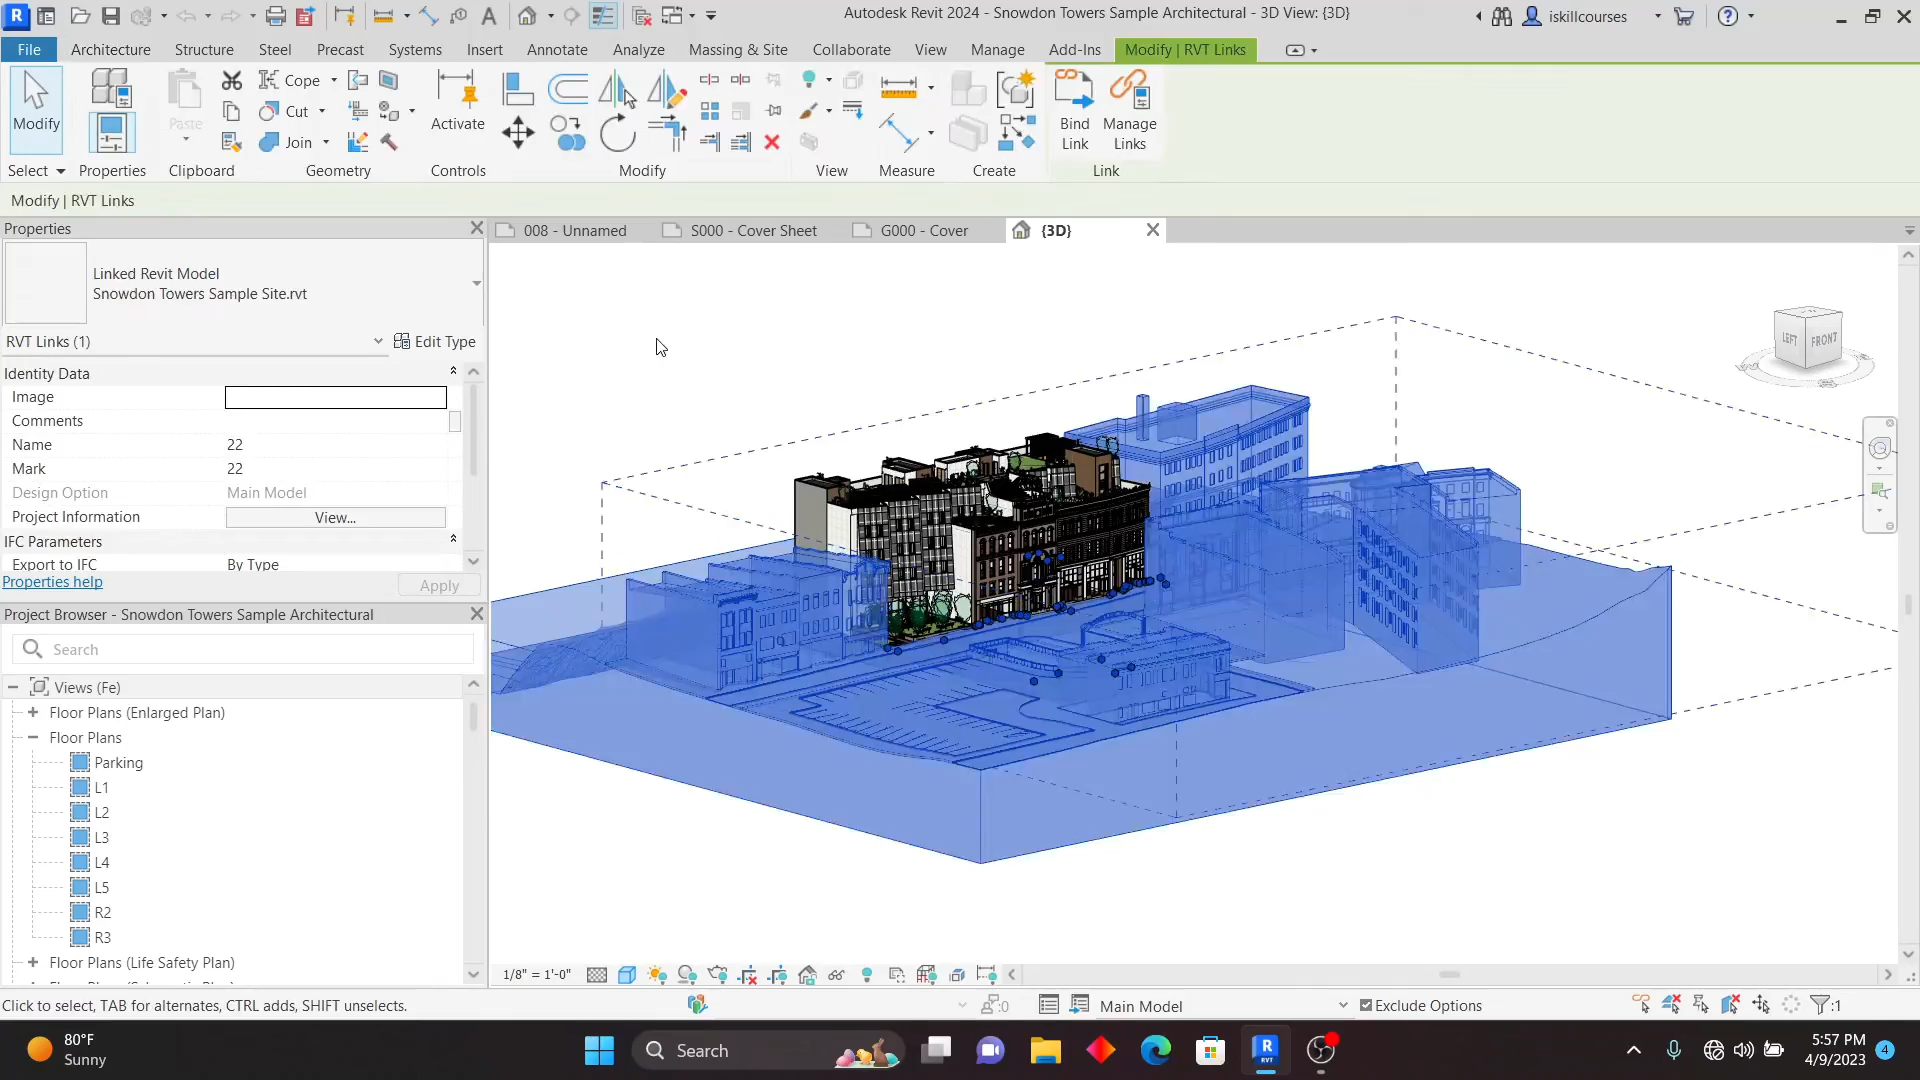 Autodesk Revit 2024 - Snowdon Towers Sample Architectural - 3D View: {3D}
iskillcourses
File
Architecture
Structure
Steel
Precast
Systems
Insert
Annotate
Analyze
Massing & Site
Collaborate
View
Manage
Add-Ins
Modify | RVT Links
Modify
Paste
Cope
Cut
Join
Activate
Bind
Link
Manage
Links
Select
Properties
Clipboard
Geometry
Controls
Modify
View
Measure
Create
Link
Modify | RVT Links
Properties
Linked Revit Model
Snowdon Towers Sample Site.rvt
RVT Links (1)
Edit Type
Identity Data
Image
Comments
Name 22
Mark 22
Design Option Main Model
Project Information View...
IFC Parameters
Export to IFC By Type
Properties help
Apply
Project Browser - Snowdon Towers Sample Architectural
Search
Views (Fe)
Floor Plans (Enlarged Plan)
Floor Plans
Parking
L1
L2
L3
L4
L5
R2
R3
Floor Plans (Life Safety Plan)
008 - Unnamed
S000 - Cover Sheet
G000 - Cover
{3D}
LEFT
FRONT
1/8" = 1'-0"
Click to select, TAB for alternates, CTRL adds, SHIFT unselects.
:0
Main Model
Exclude Options
:1
80°F
Sunny
Search
R
RVT
5:57 PM
4/9/2023
4